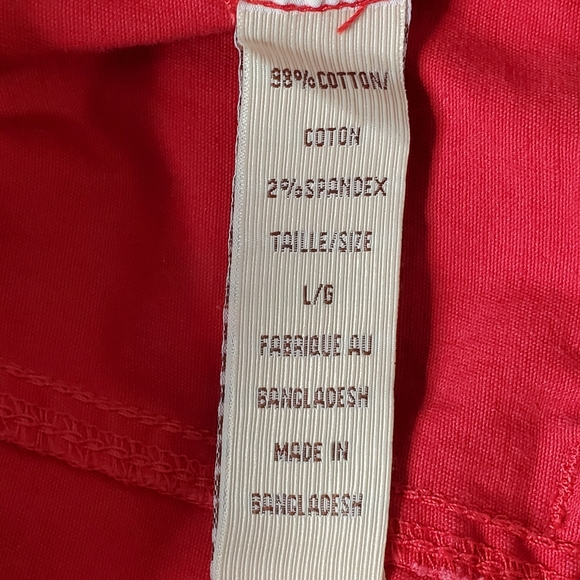 98%COTTON/
COTON
2%SPANDEX
TAILLE/SIZE
L/G
FABRIQUE AU
BANGLADESH
MADE IN
BANGLADESH